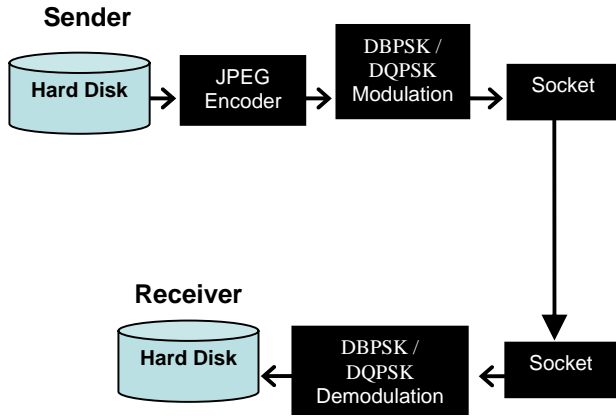 Sender
Hard Disk
JPEG
Encoder
DBPSK /
DQPSK
Modulation
Socket
Receiver
Hard Disk
DBPSK /
DQPSK
Demodulation
Socket